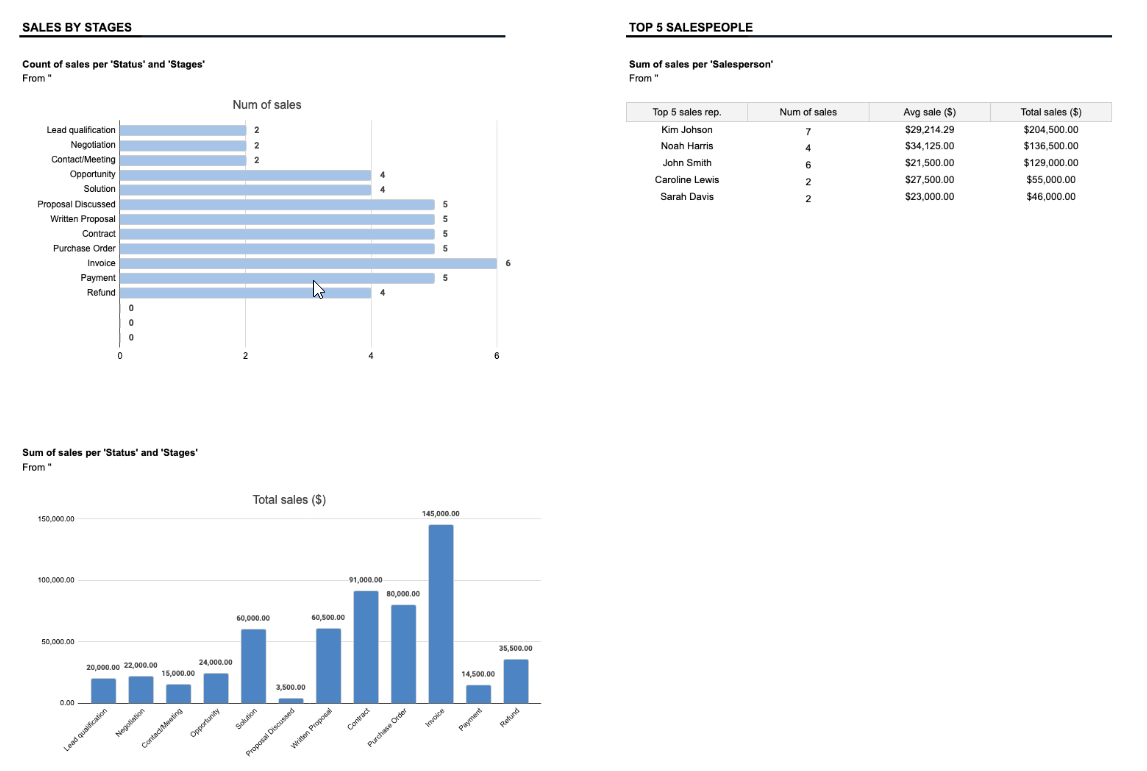 SALES BY STAGES
Count of sales per 'Status' and 'Stages'
From "
Num of sales
Lead qualification 2
Negotiation 2
Contact/Meeting 2
Opportunity 4
Solution 4
Proposal Discussed 5
Written Proposal 5
Contract 5
Purchase Order 5
Invoice 6
Payment 5
Refund 4
0
0
0
0 2 4 6
Sum of sales per 'Status' and 'Stages'
From "
Total sales ($)
150,000.00
100,000.00
50,000.00
0.00
20,000.00 22,000.00 15,000.00 24,000.00 60,000.00 3,500.00 60,500.00 91,000.00 80,000.00 145,000.00 14,500.00 35,500.00
Lead qualification Negotiation Contact/Meeting Opportunity Solution Proposal Discussed Written Proposal Contract Purchase Order Invoice Payment Refund
TOP 5 SALESPEOPLE
Sum of sales per 'Salesperson'
From "
Top 5 sales rep. Num of sales Avg sale ($) Total sales ($)
Kim Johson 7 $29,214.29 $204,500.00
Noah Harris 4 $34,125.00 $136,500.00
John Smith 6 $21,500.00 $129,000.00
Caroline Lewis 2 $27,500.00 $55,000.00
Sarah Davis 2 $23,000.00 $46,000.00